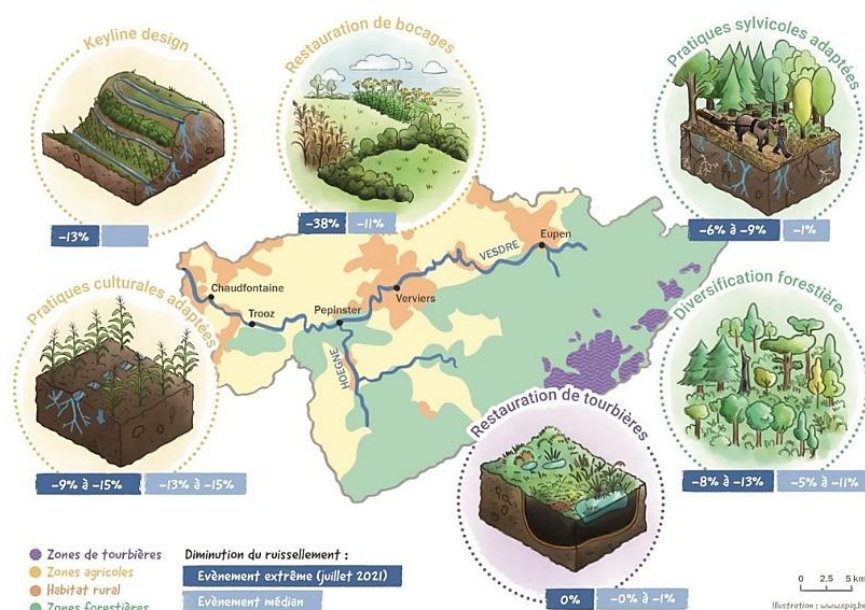 Keyline design
-13%
Restauration de bocages
-38% -11%
Pratiques sylvicoles adaptées
-6% à -9% -1%
Pratiques culturales adaptées
-9% à -15% -13% à -15%
Chaudfontaine
Trooz
Pepinster
Verviers
Eupen
VESDRE
HOEGNE
Diversification forestière
-8% à -13% -5% à -11%
Restauration de tourbières
0% -0% à -1%
Zones de tourbières
Zones agricoles
Habitat rural
Zones forestières
Diminution du ruissellement :
Evènement extrême (juillet 2021)
Evènement médian
0 2,5 5 km